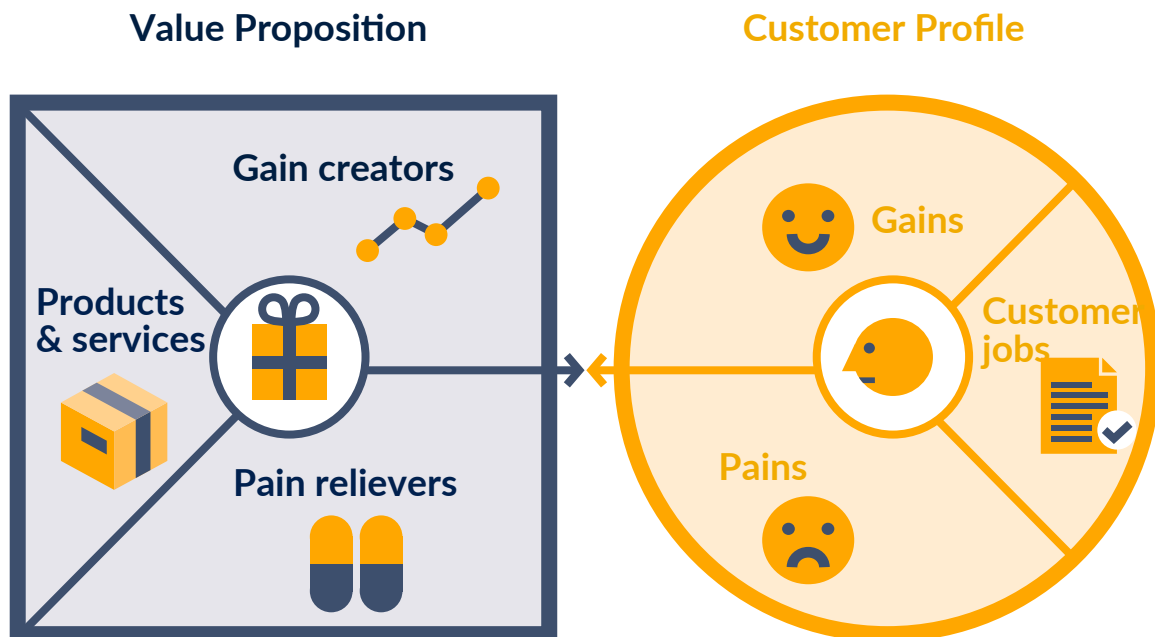 Value Proposition
Customer Profile
Gain creators
Products
& services
Pain relievers
Gains
Customer
jobs
Pains